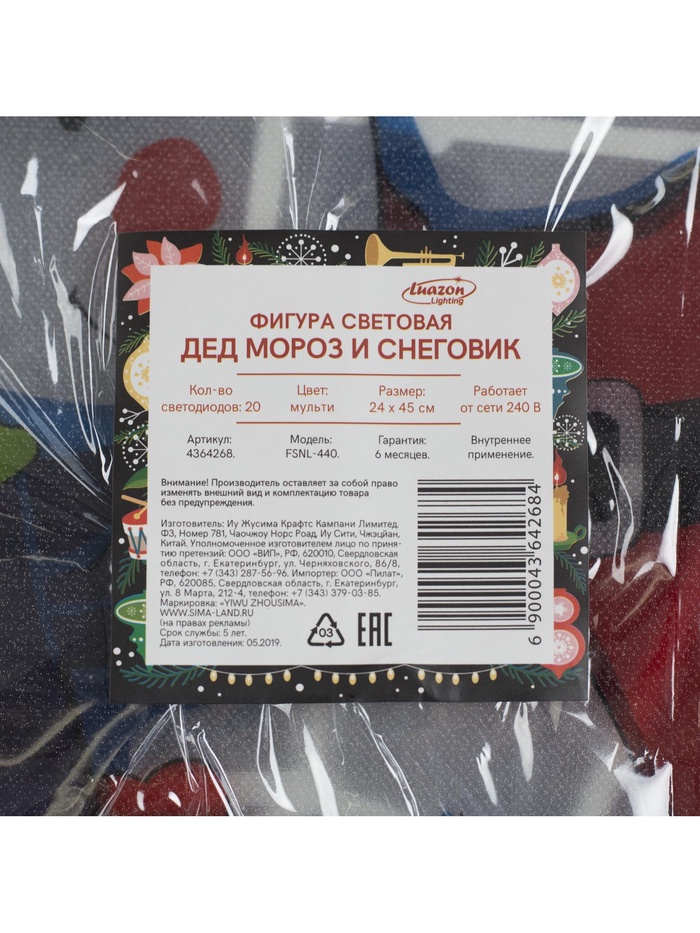 Luazon
Lighting
ФИГУРА СВЕТОВАЯ
ДЕД МОРОЗ И СНЕГОВИК
Кол-во светодиодов: 20
Цвет: мульти
Размер: 24 х 45 см
Работает от сети 240 В
Артикул: 4364268.
Модель: FSNL-440.
Гарантия: 6 месяцев.
Внутреннее применение.
Внимание! Производитель оставляет за собой право
изменять внешний вид и комплектацию товара
без предупреждения.
Изготовитель: Иу Жусима Крафтс Кампани Лимитед.
Ф3, Номер 781, Чаочжоу Норс Роад, Иу Сити, Чжэцйан,
Китай. Уполномоченное изготовителем лицо по приня-
тию претензий: ООО «ВИП», РФ, 620010, Свердловская
область, г. Екатеринбург, ул. Черняховского, 86/8,
телефон: +7 (343) 287-56-96. Импортер: ООО «Пилат»,
РФ, 620085, Свердловская область, г. Екатеринбург,
ул. 8 Марта, 212-4, телефон: +7 (343) 379-03-85.
Маркировка: «YIWU ZHOUSIMA».
WWW.SIMA-LAND.RU
(на правах рекламы)
Срок службы: 5 лет.
Дата изготовления: 05.2019.
03
EAC
6 900043 642684